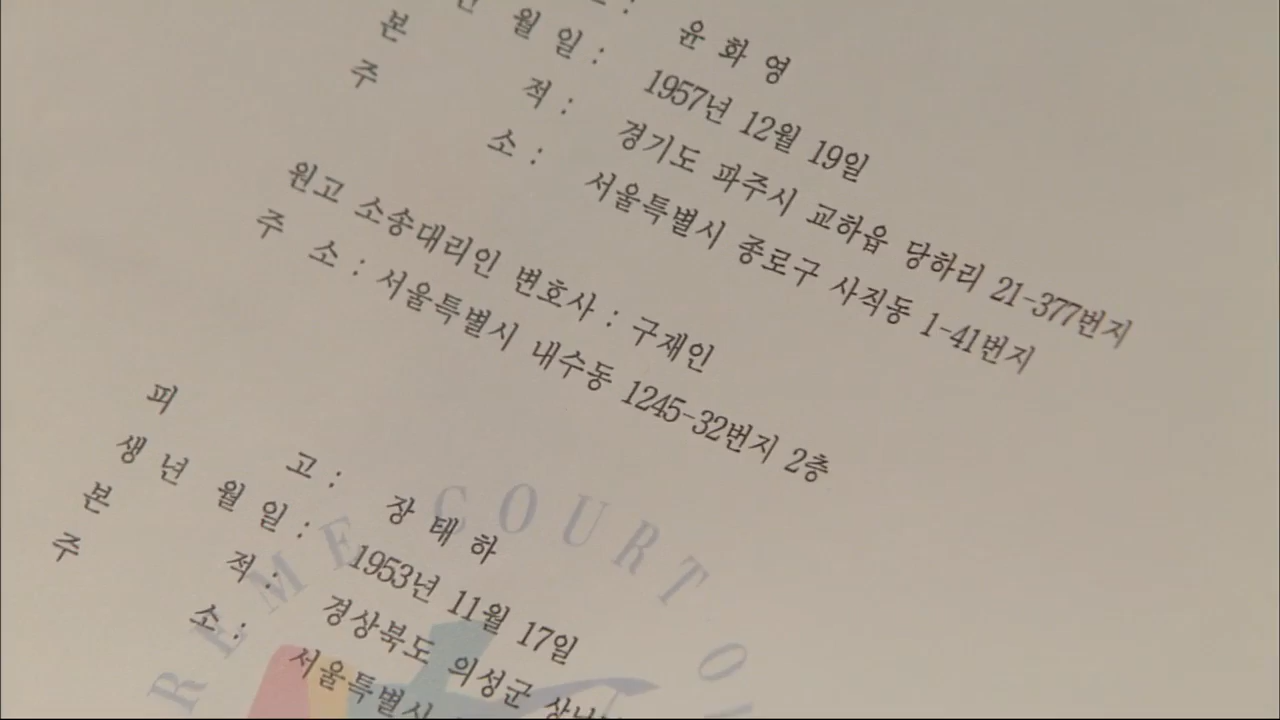 윤 화 영
년 월 일 : 1957년 12월 19일
본 적 : 경기도 파주시 교하읍 당하리 21-377번지
주 소 : 서울특별시 종로구 사직동 1-41번지
원고 소송대리인 변호사 : 구재인
주 소 : 서울특별시 내수동 1245-32번지 2층
피 고 : 장 태 하
생 년 월 일 : 1953년 11월 17일
본 적 : 경상북도 의성군
주 소 : 서울특별시
REME COURT O